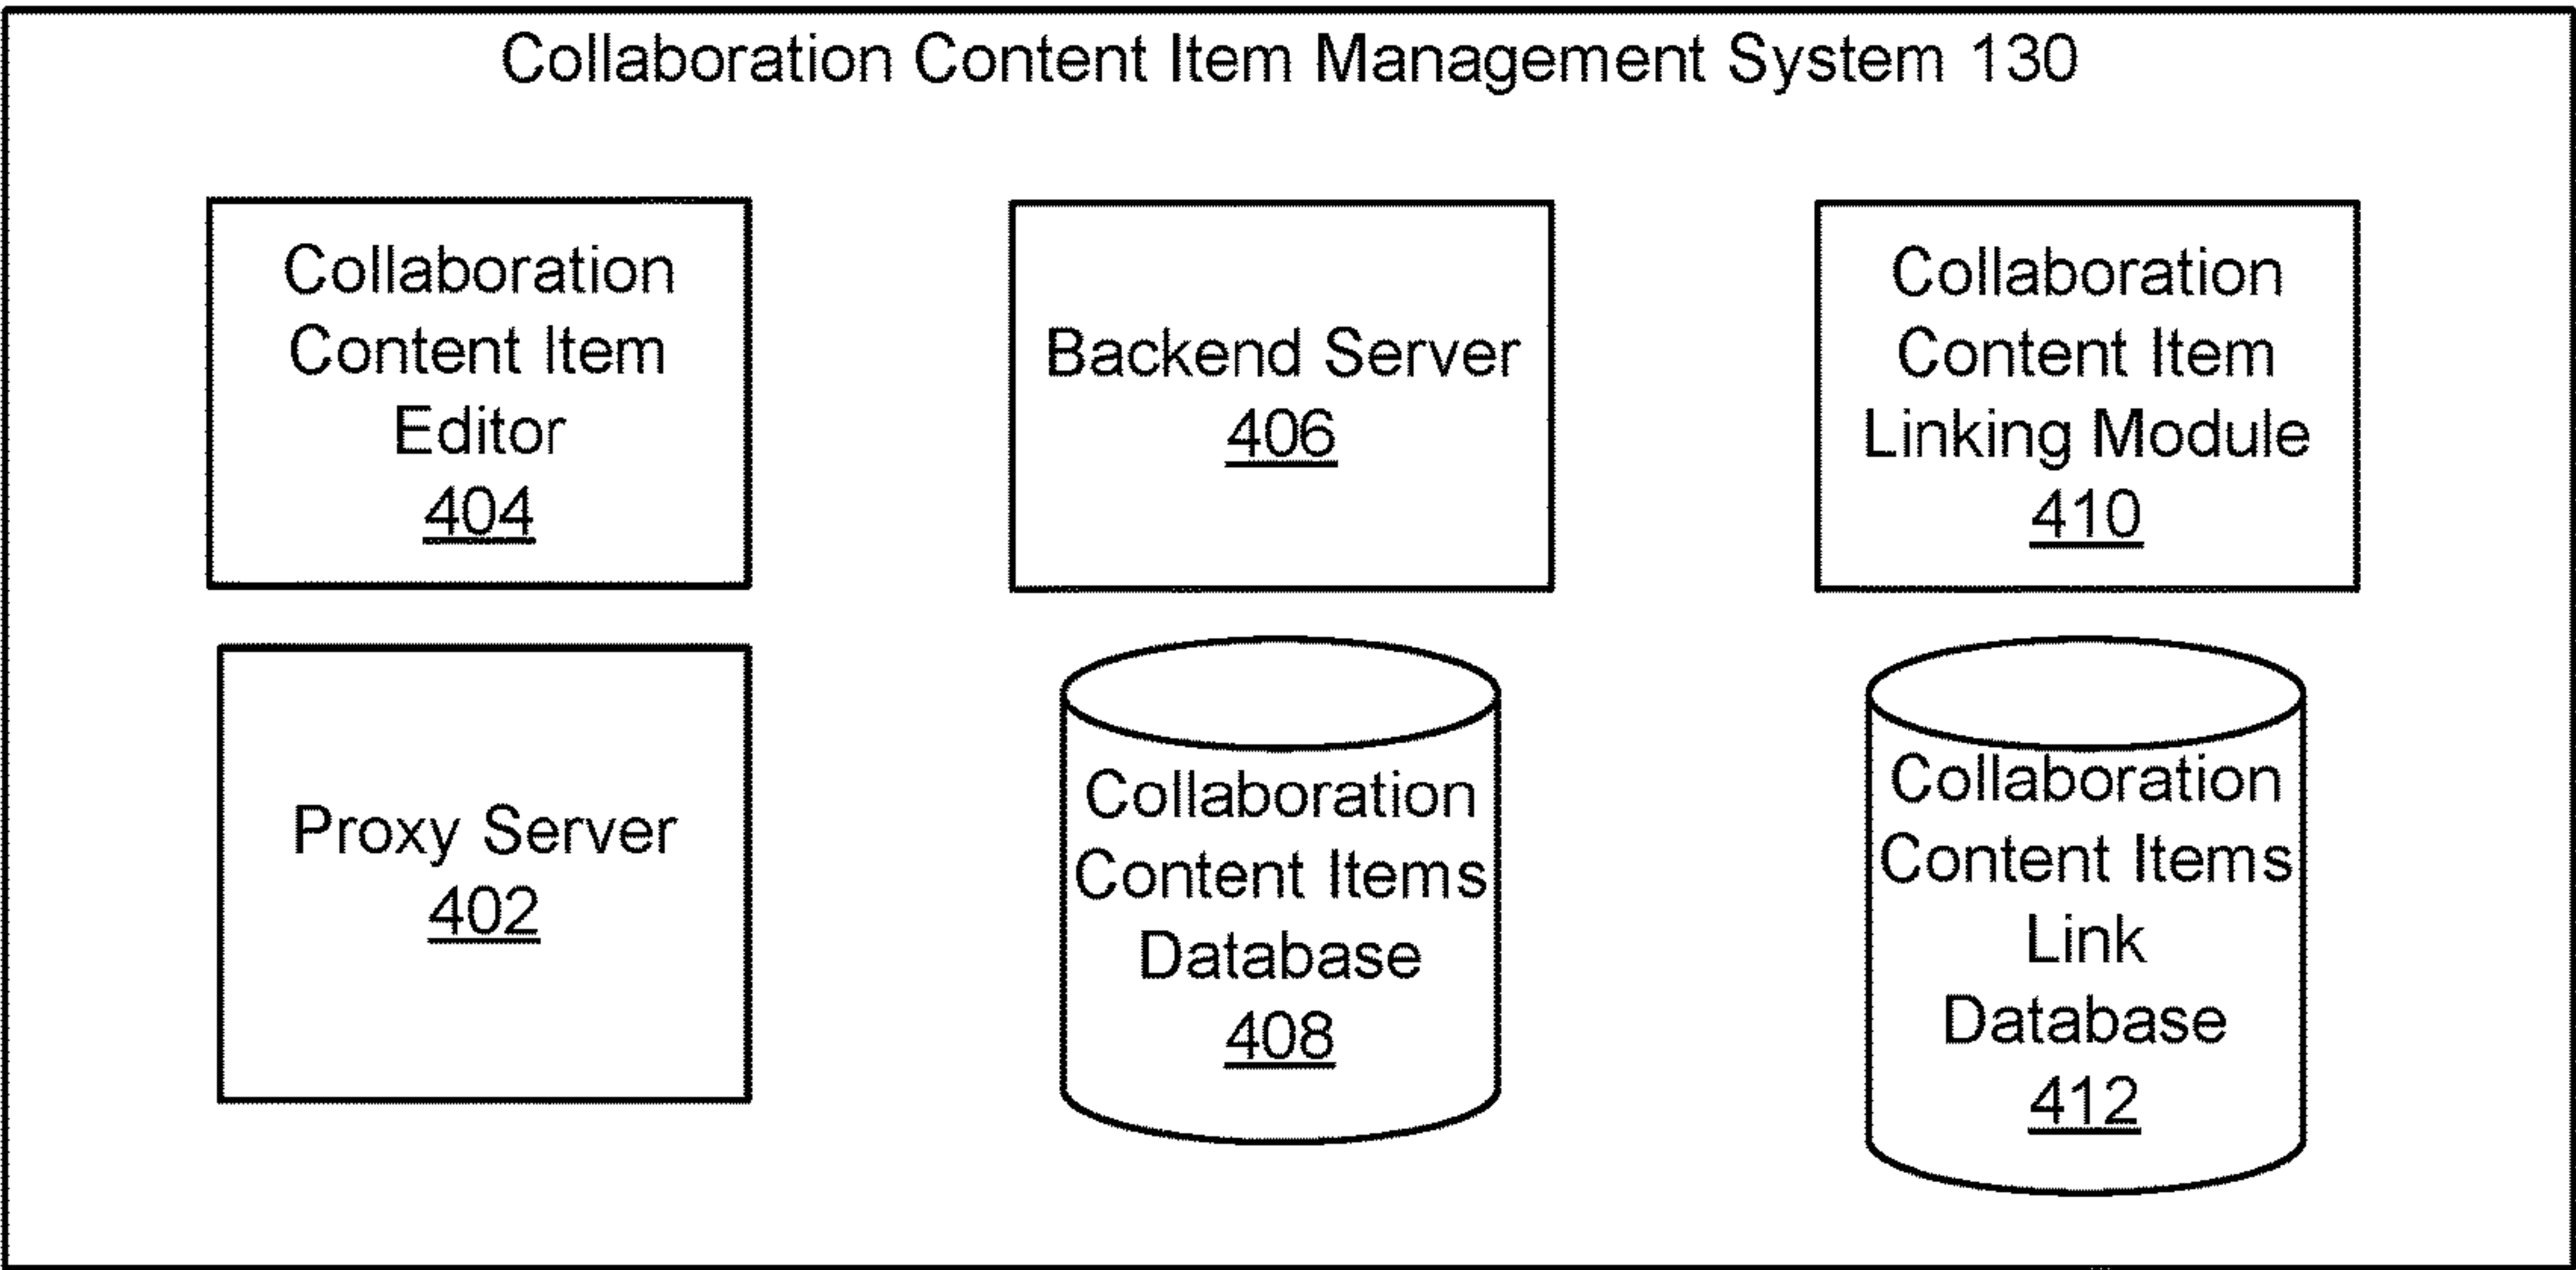 Collaboration Content Item Management System 130
Collaboration
Content Item
Editor
404
Backend Server
406
Collaboration
Content Item
Linking Module
410
Proxy Server
402
Collaboration
Content Items
Database
408
Collaboration
Content Items
Link
Database
412